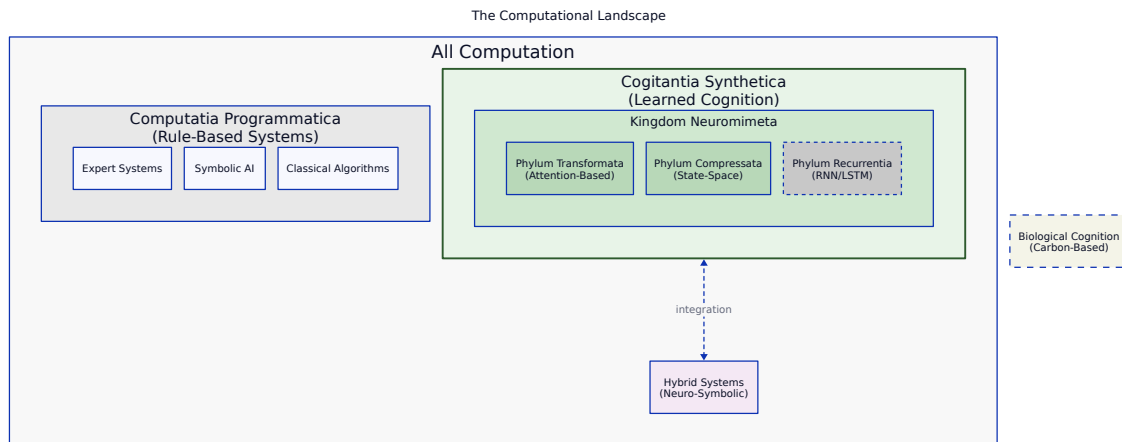 The Computational Landscape
All Computation
Computatia Programmatica
(Rule-Based Systems)
Expert Systems
Symbolic AI
Classical Algorithms
Cogitantia Synthetica
(Learned Cognition)
Kingdom Neuromimeta
Phylum Transformata
(Attention-Based)
Phylum Compressata
(State-Space)
Phylum Recurrentia
(RNN/LSTM)
Biological Cognition
(Carbon-Based)
integration
Hybrid Systems
(Neuro-Symbolic)